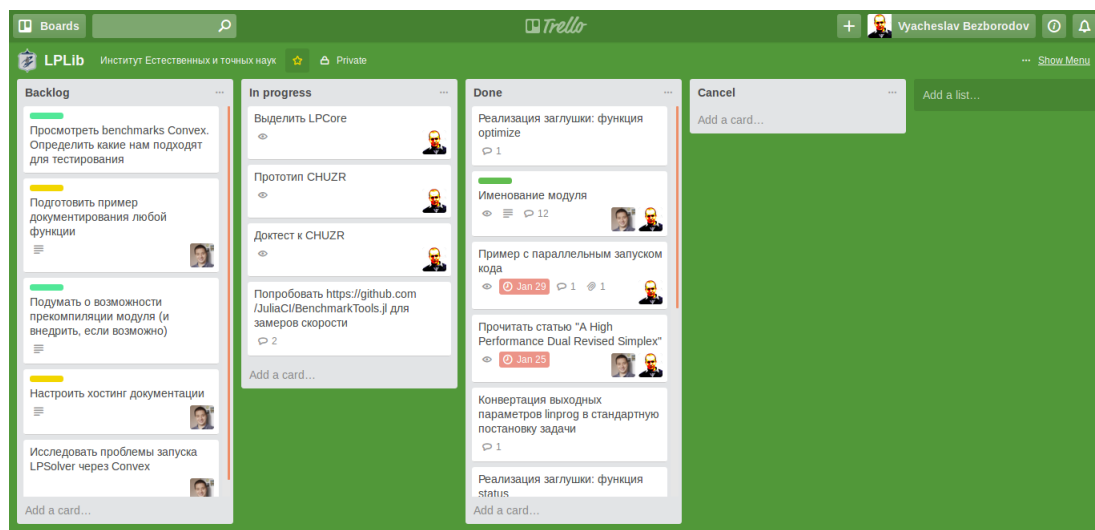 Boards
Trello
Vyacheslav Bezborodov
LPLib
Институт Естественных и точных наук
Private
... Show Menu
Backlog ...
Просмотреть benchmarks Convex.
Определить какие нам подходят
для тестирования
Подготовить пример
документирования любой
функции
Подумать о возможности
прекомпиляции модуля (и
внедрить, если возможно)
Настроить хостинг документации
Исследовать проблемы запуска
LPSolver через Convex
Add a card...
In progress ...
Выделить LPCore
Прототип CHUZR
Доктест к CHUZR
Попробовать https://github.com
/JuliaCI/BenchmarkTools.jl для
замеров скорости
2
Add a card...
Done ...
Реализация заглушки: функция
optimize
1
Именование модуля
12
Пример с параллельным запуском
кода
Jan 29 1 1
Прочитать статью "A High
Performance Dual Revised Simplex"
Jan 25
Конвертация выходных
параметров linprog в стандартную
постановку задачи
1
Реализация заглушки: функция
status
Add a card...
Cancel ...
Add a card...
Add a list...